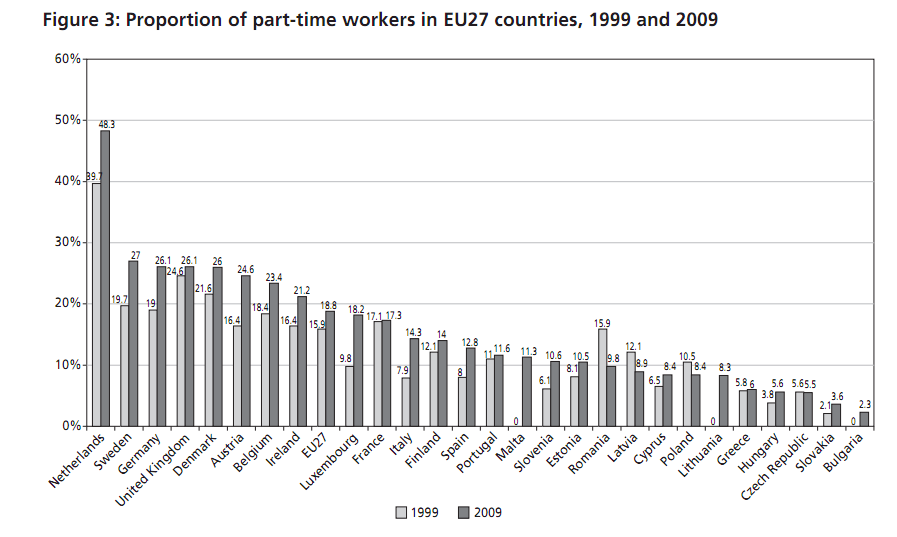 Figure 3: Proportion of part-time workers in EU27 countries, 1999 and 2009
60%
50%
40%
30%
20%
10%
0%
39.7 48.3
19.7 27
19 26.1
24.6 26.1
21.6 26
16.4 24.6
18.4 23.4
16.4 21.2
15.9 18.8
9.8 18.2
17.1 17.3
7.9 14.3
12.1 14
8 12.8
11 11.6
0 11.3
6.1 10.6
8.1 10.5
15.9 9.8
12.1 8.9
6.5 8.4
10.5 8.4
0 8.3
5.8 6
3.8 5.6
5.6 5.5
2.1 3.6
0 2.3
Netherlands
Sweden
Germany
United Kingdom
Denmark
Austria
Belgium
Ireland
EU27
Luxembourg
France
Italy
Finland
Spain
Portugal
Malta
Slovenia
Estonia
Romania
Latvia
Cyprus
Poland
Lithuania
Greece
Hungary
Czech Republic
Slovakia
Bulgaria
1999 2009